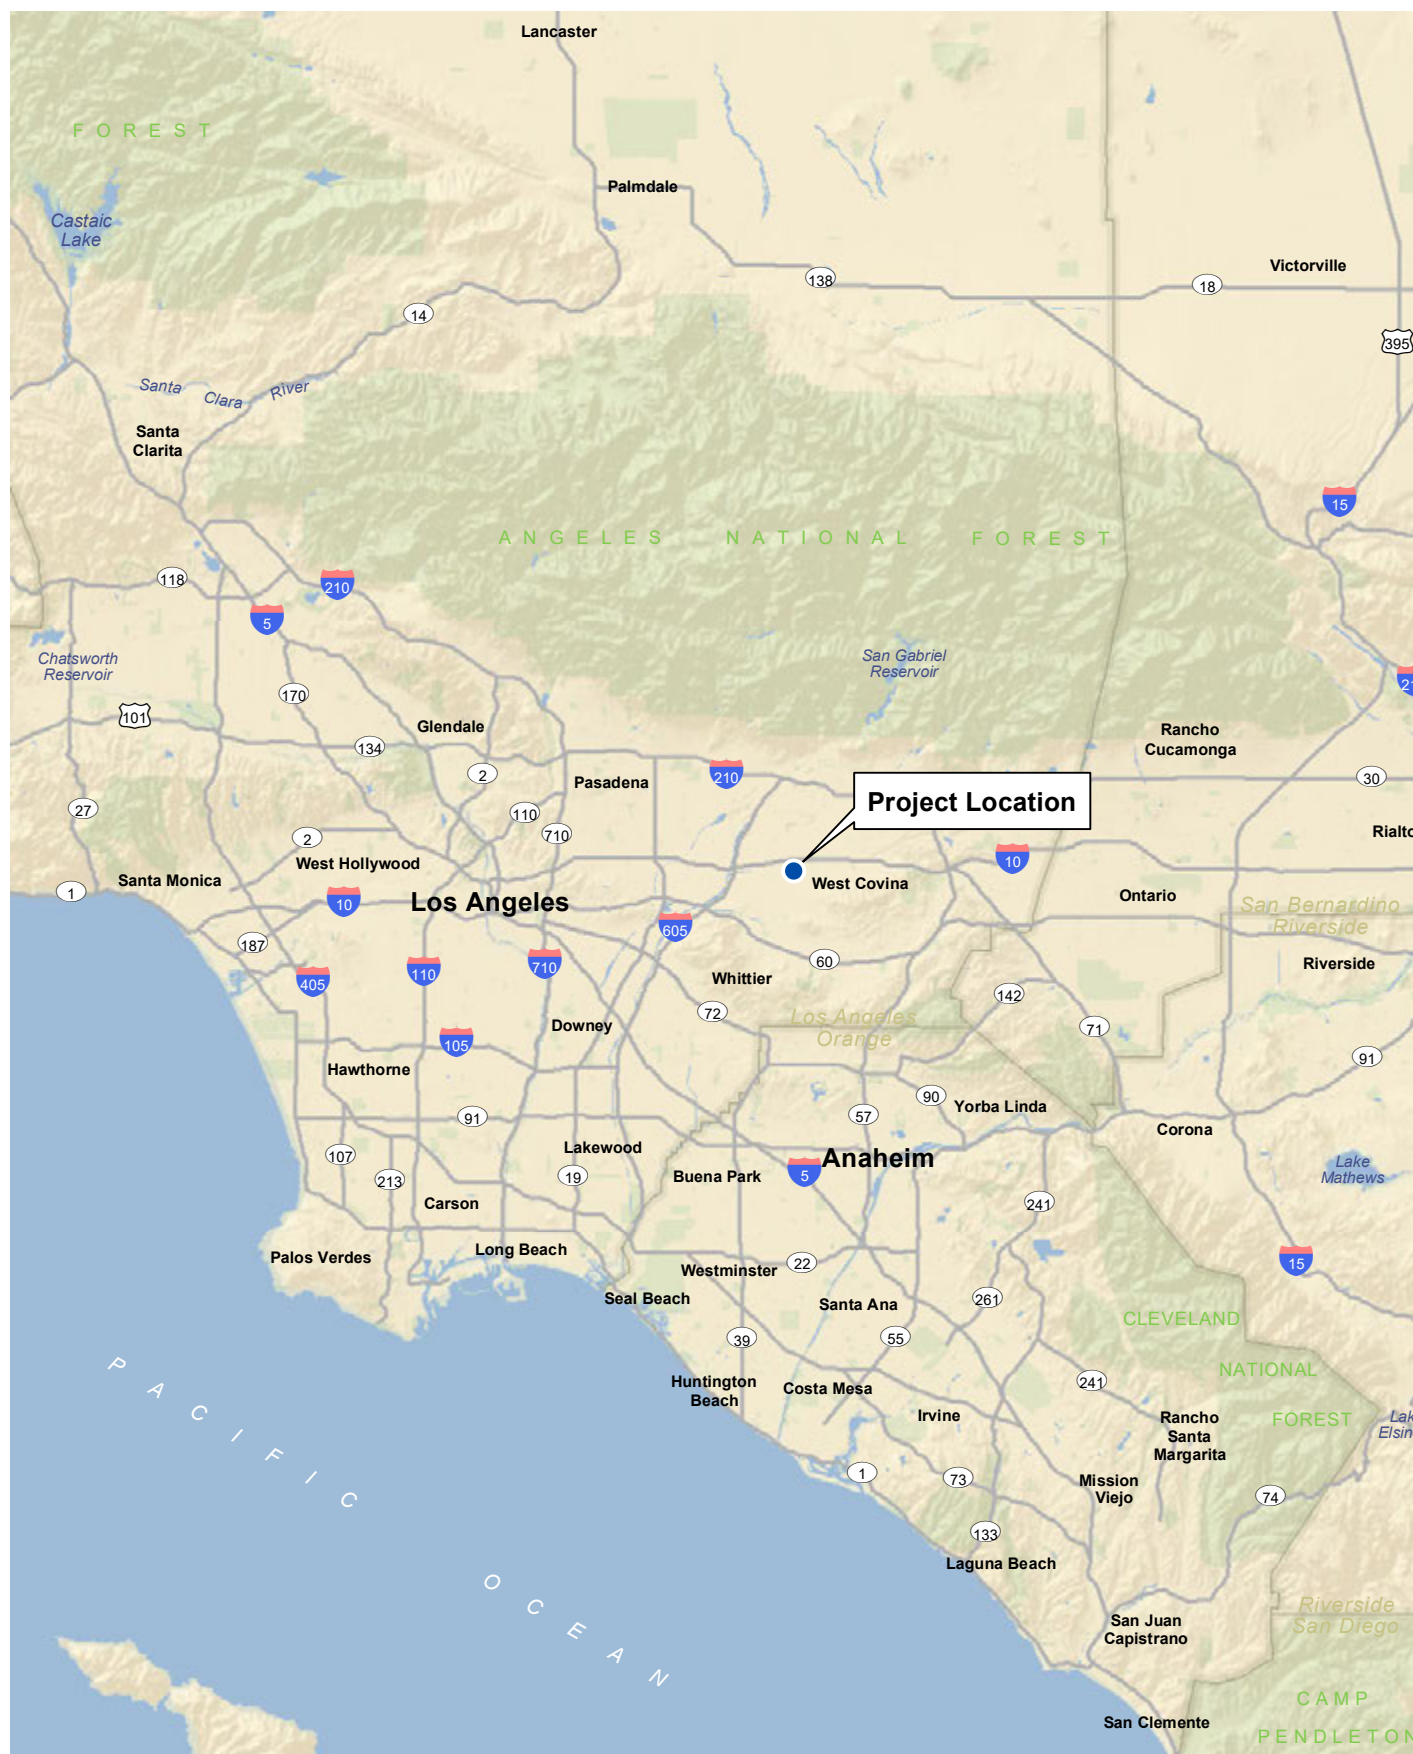 Lancaster
FOREST
Palmdale
Castaic
Lake
Victorville
138
18
14
395
Santa Clara River
Santa
Clarita
15
ANGELES NATIONAL FOREST
118
210
5
Chatsworth
Reservoir
San Gabriel
Reservoir
170
101
Glendale
134
Rancho
Cucamonga
2
210
30
Pasadena
Project Location
27
110
710
2
Rialto
West Hollywood
10
Santa Monica
1
West Covina
Ontario
10
Los Angeles
San Bernardino
Riverside
605
187
60
Riverside
405
110
710
Whittier
142
72
Los Angeles
Orange
Downey
71
105
91
Hawthorne
90
Yorba Linda
91
57
Corona
107
Lakewood
Anaheim
Lake
Mathews
213
19
Buena Park
5
Carson
241
Palos Verdes
Long Beach
22
15
Westminster
Seal Beach
261
Santa Ana
CLEVELAND
39
55
PACIFIC
NATIONAL
241
Huntington
Beach
Costa Mesa
Irvine
Rancho
Santa
Margarita
FOREST
1
73
Mission
Viejo
74
133
Laguna Beach
OCEAN
San Juan
Capistrano
Riverside
San Diego
San Clemente
CAMP
PENDLETON